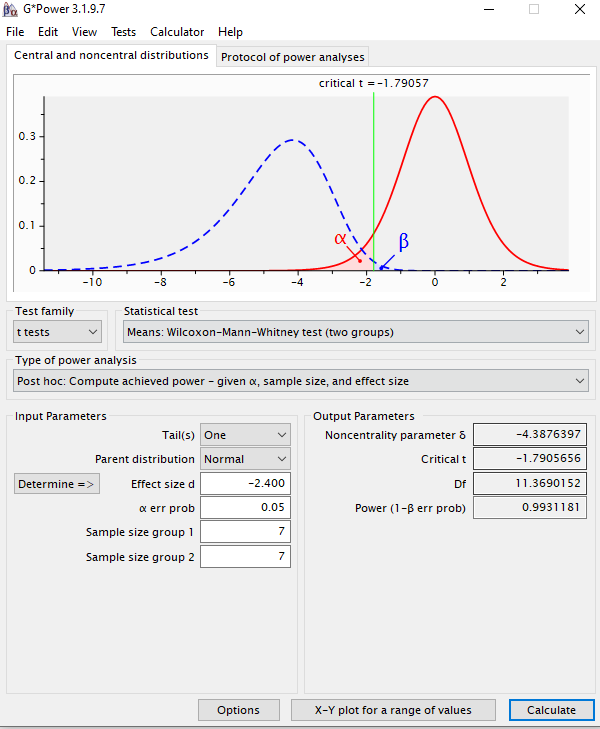 G*Power 3.1.9.7
File Edit View Tests Calculator Help
Central and noncentral distributions Protocol of power analyses
critical t = -1.79057
0.3
0.2
0.1
0
α
β
-10 -8 -6 -4 -2 0 2
Test family Statistical test
t tests Means: Wilcoxon-Mann-Whitney test (two groups)
Type of power analysis
Post hoc: Compute achieved power - given α, sample size, and effect size
Input Parameters
Tail(s) One
Parent distribution Normal
Determine => Effect size d -2.400
α err prob 0.05
Sample size group 1 7
Sample size group 2 7
Output Parameters
Noncentrality parameter δ -4.3876397
Critical t -1.7905656
Df 11.3690152
Power (1-β err prob) 0.9931181
Options X-Y plot for a range of values Calculate